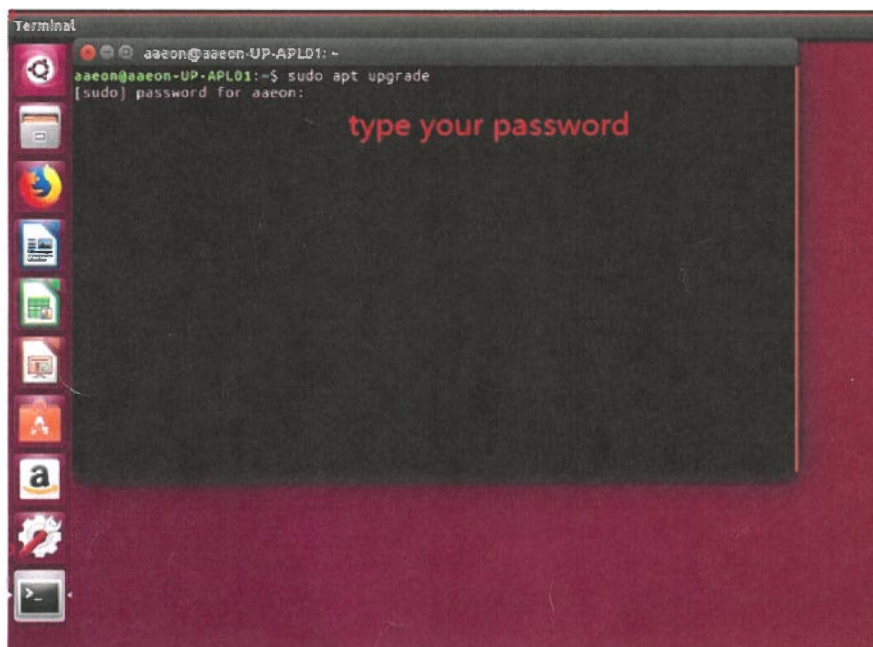 Terminal
aaeon@aaeon-UP-APL01: ~
aaeon@aaeon-UP-APL01:~$ sudo apt upgrade
[sudo] password for aaeon:
type your password